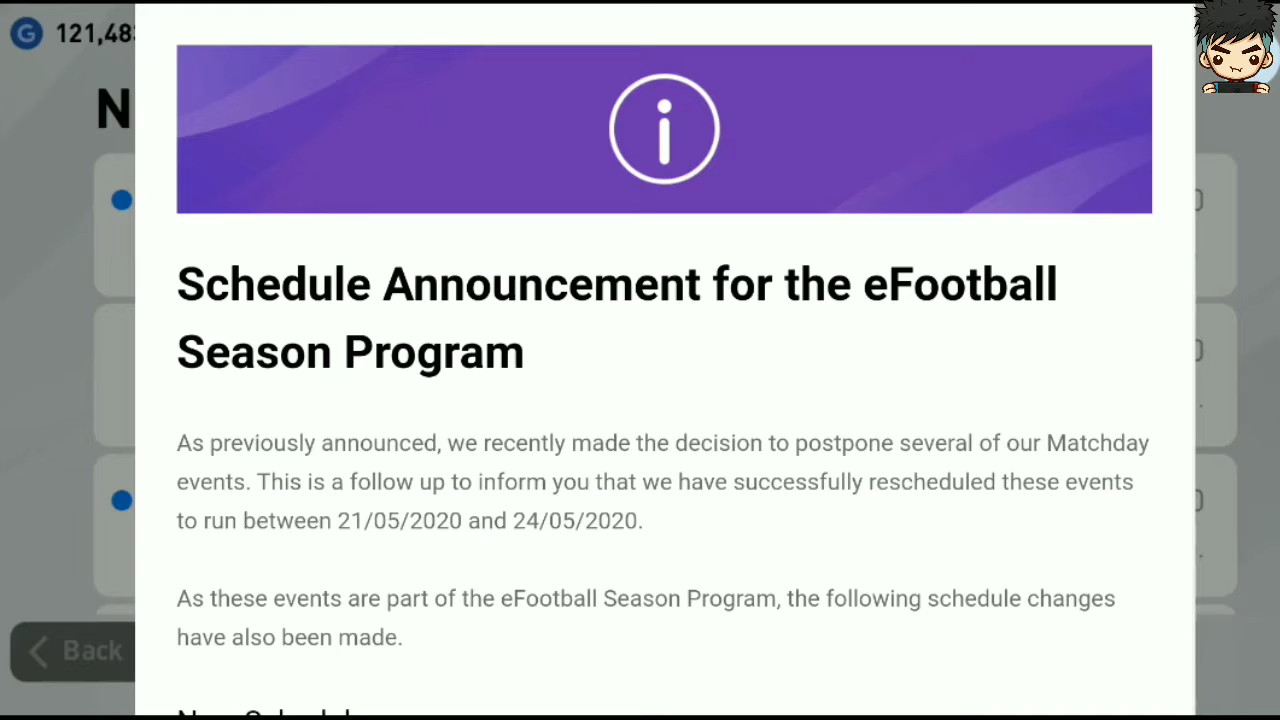 G 121,48
N
Schedule Announcement for the eFootball
Season Program
As previously announced, we recently made the decision to postpone several of our Matchday
events. This is a follow up to inform you that we have successfully rescheduled these events
to run between 21/05/2020 and 24/05/2020.
As these events are part of the eFootball Season Program, the following schedule changes
have also been made.
Back